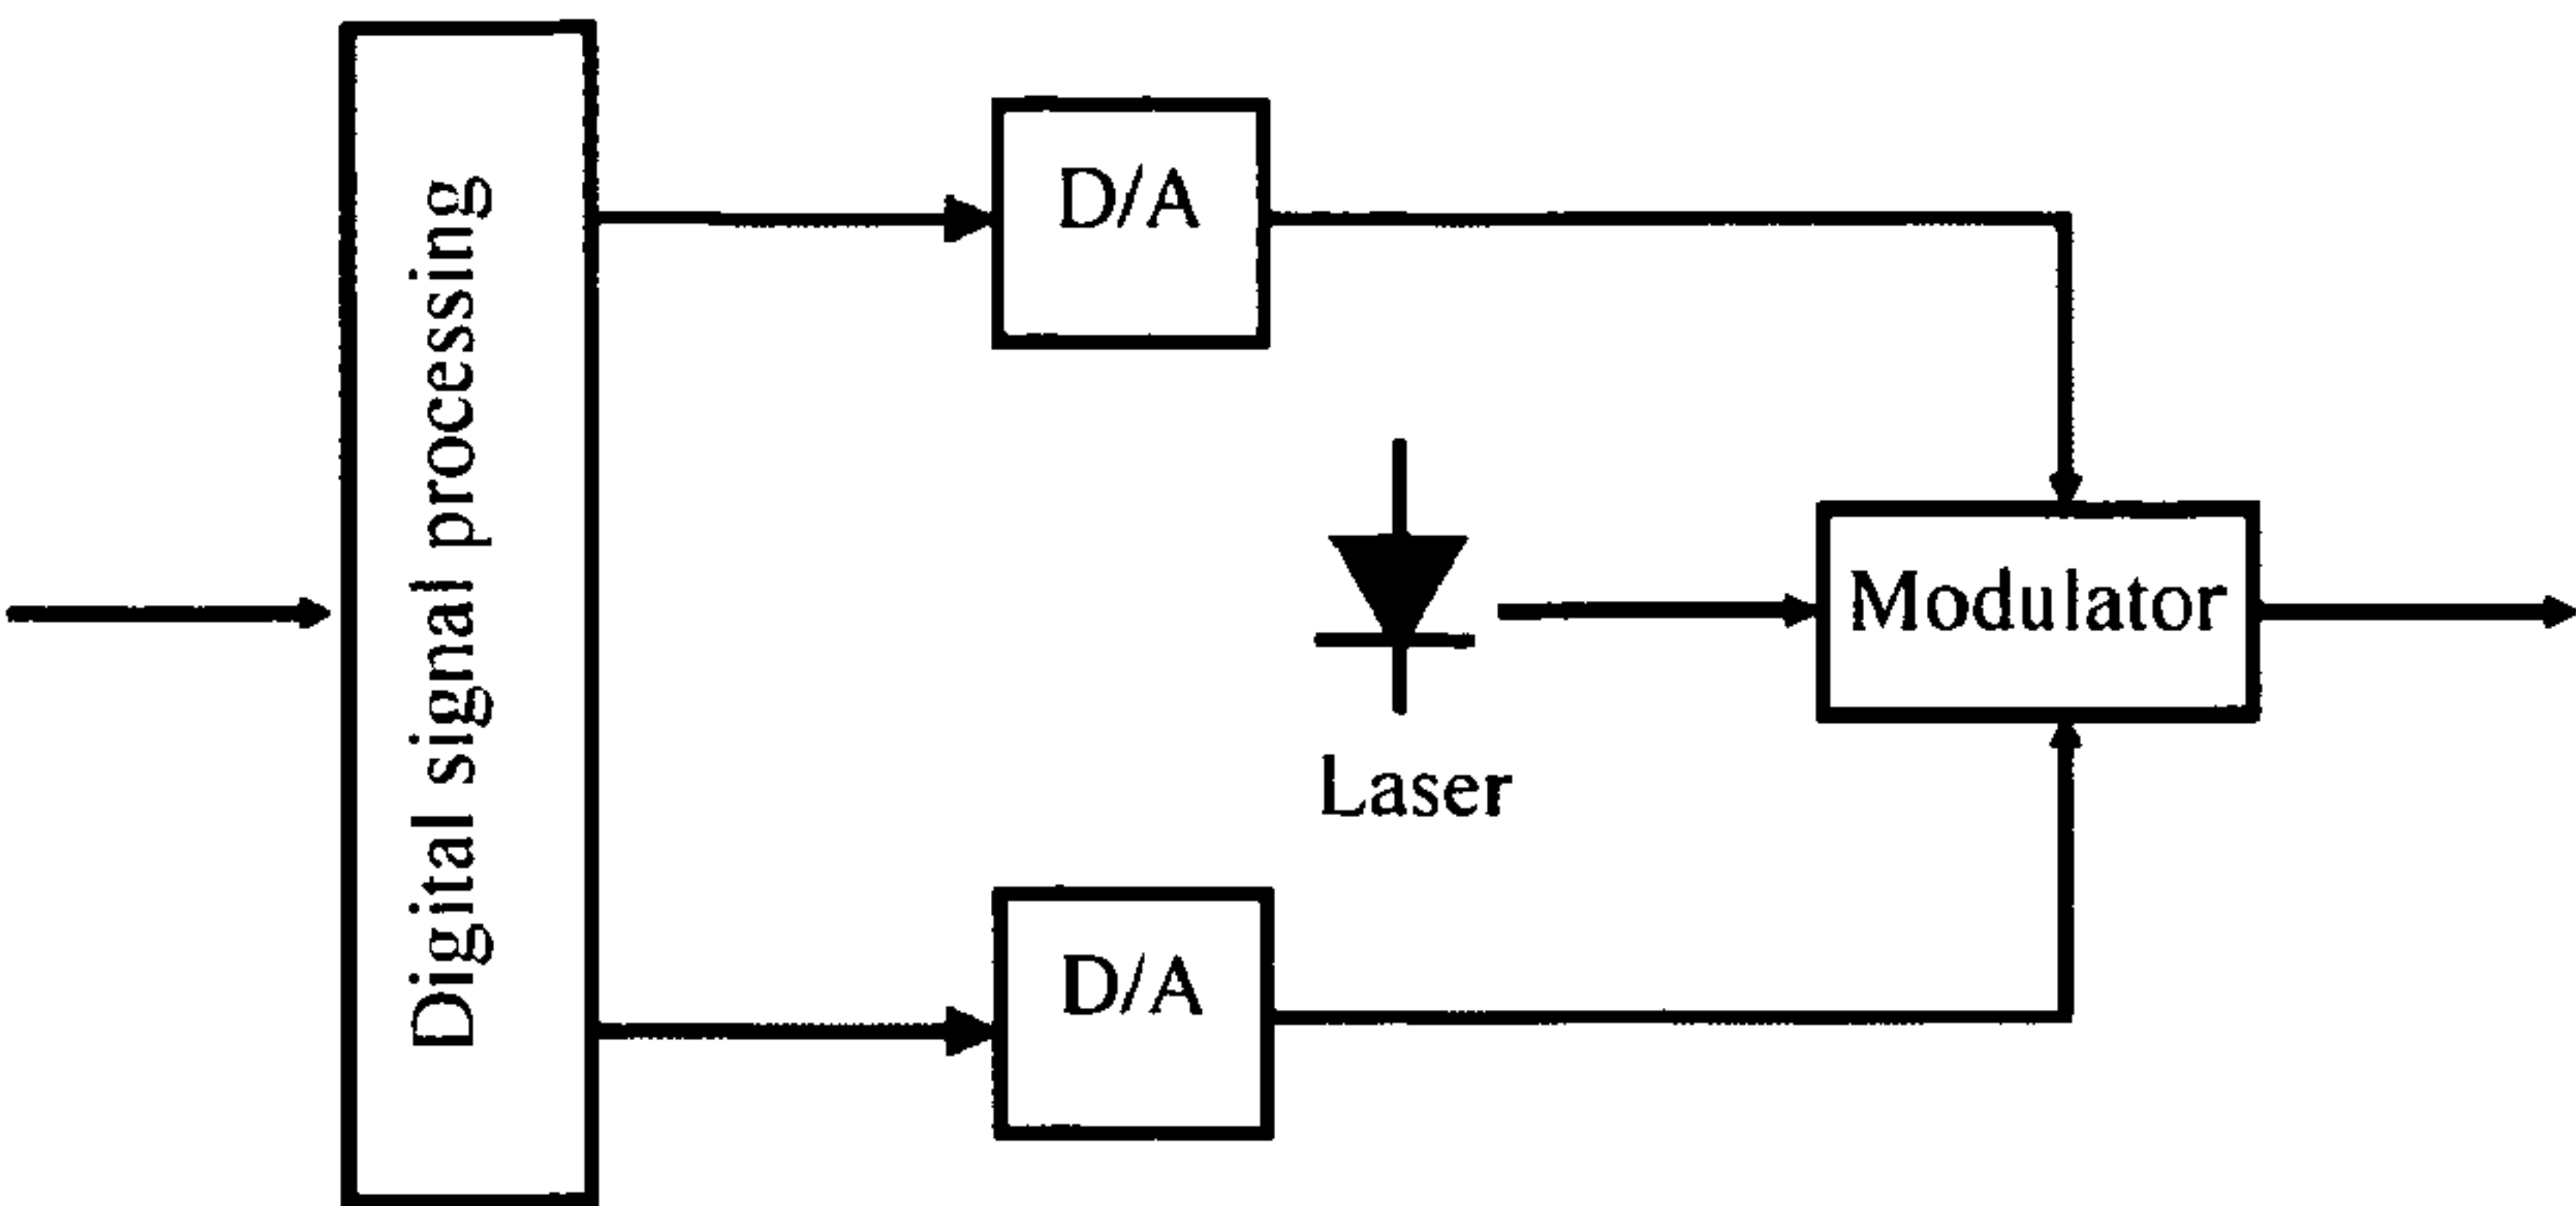 Digital signal processing
D/A
Laser
Modulator
D/A